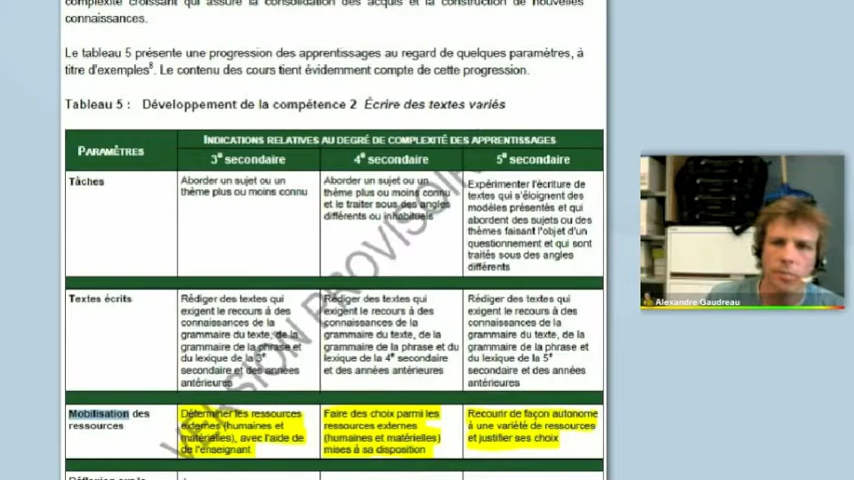 complexité croissant qui assure la consolidation des acquis et la construction de nouvelles
connaissances.
Le tableau 5 présente une progression des apprentissages au regard de quelques paramètres, à
titre d'exemples⁸. Le contenu des cours tient évidemment compte de cette progression.
Tableau 5 : Développement de la compétence 2 Écrire des textes variés
PARAMÈTRES
INDICATIONS RELATIVES AU DEGRÉ DE COMPLEXITÉ DES APPRENTISSAGES
3e secondaire
4e secondaire
5e secondaire
Tâches
Aborder un sujet ou un
thème plus ou moins connu
Aborder un sujet ou un
thème plus ou moins connu
et le traiter sous des angles
différents ou inhabituels
Expérimenter l'écriture de
textes qui s'éloignent des
modèles présentés et qui
abordent des sujets ou des
thèmes faisant l'objet d'un
questionnement et qui sont
traités sous des angles
différents
Textes écrits
Rédiger des textes qui
exigent le recours à des
connaissances de la
grammaire du texte, de la
grammaire de la phrase et
du lexique de la 3e
secondaire et des années
antérieures
Rédiger des textes qui
exigent le recours à des
connaissances de la
grammaire du texte, de la
grammaire de la phrase et du
lexique de la 4e secondaire
et des années antérieures
Rédiger des textes qui
exigent le recours à des
connaissances de la
grammaire du texte, de la
grammaire de la phrase et
du lexique de la 5e
secondaire et des années
antérieures
Mobilisation des
ressources
Déterminer les ressources
externes (humaines et
matérielles), avec l'aide de
de l'enseignant
Faire des choix parmi les
ressources externes
(humaines et matérielles)
mises à sa disposition
Recourir de façon autonome
à une variété de ressources
et justifier ses choix
Réflexion sur le
VERSION PROVISOIR
Alexandre Gaudreau